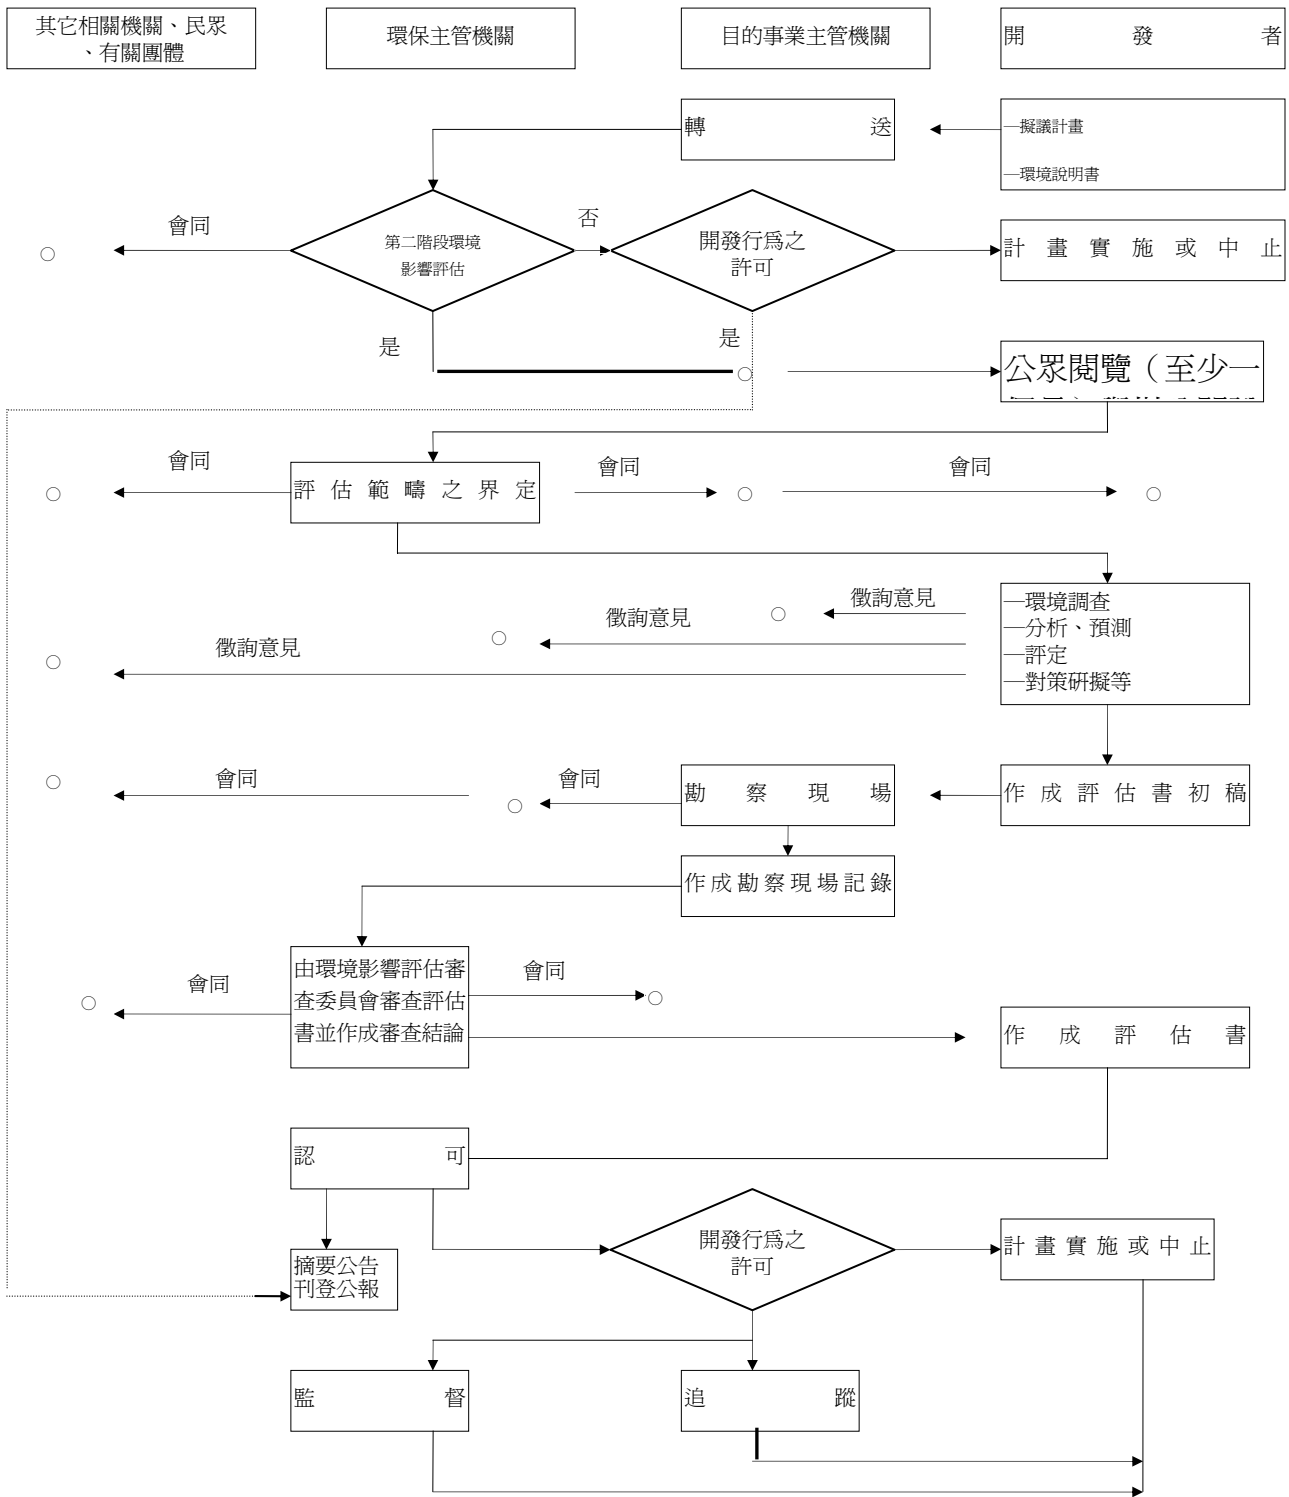 其它相關機關、民眾
、有關團體
環保主管機關
目的事業主管機關
開發者
轉送
—擬議計畫
—環境說明書
會同
第二階段環境
影響評估
否
開發行為之
許可
計畫實施或中止
是
是
公眾閱覽（至少一
會同
評估範疇之界定
會同
會同
—環境調查
—分析、預測
—評定
—對策研擬等
徵詢意見
徵詢意見
徵詢意見
會同
會同
勘察現場
作成評估書初稿
作成勘察現場記錄
會同
由環境影響評估審
查委員會審查評估
書並作成審查結論
會同
作成評估書
認可
開發行為之
許可
計畫實施或中止
摘要公告
刊登公報
監督
追蹤